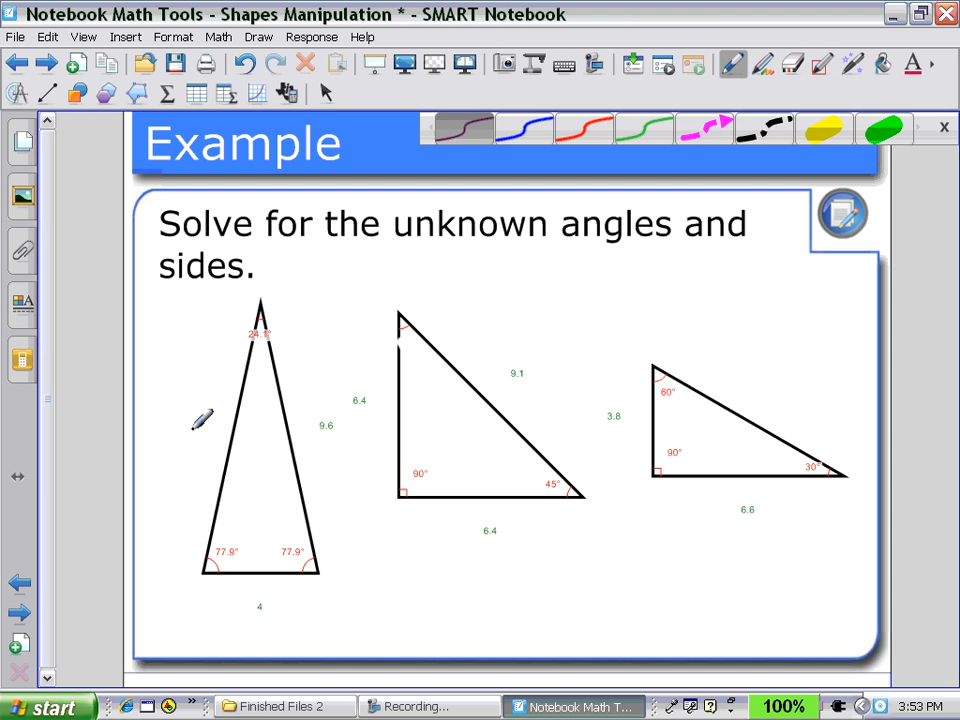 Notebook Math Tools - Shapes Manipulation * - SMART Notebook
File Edit View Insert Format Math Draw Response Help
Example
x
Solve for the unknown angles and
sides.
24.1°
9.6
77.9° 77.9°
4
6.4
9.1
90°
45°
6.4
60°
3.8
90°
30°
6.6
start
Finished Files 2
Recording...
Notebook Math T...
100%
3:53 PM